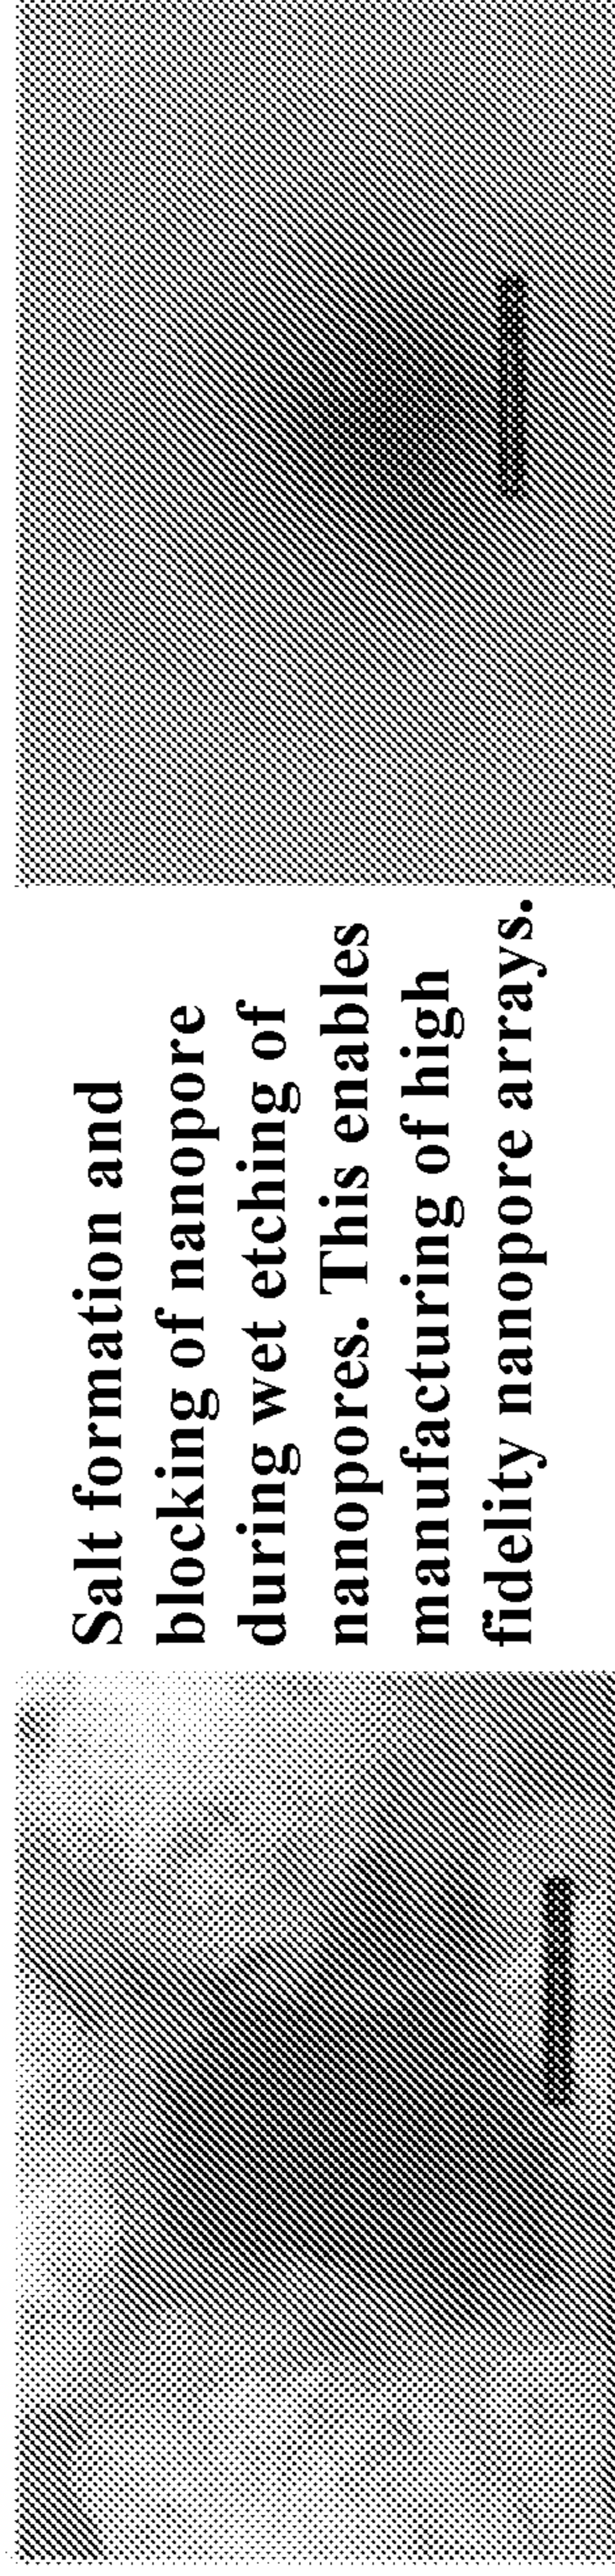 Salt formation and
blocking of nanopore
during wet etching of
nanopores. This enables
manufacturing of high
fidelity nanopore arrays.